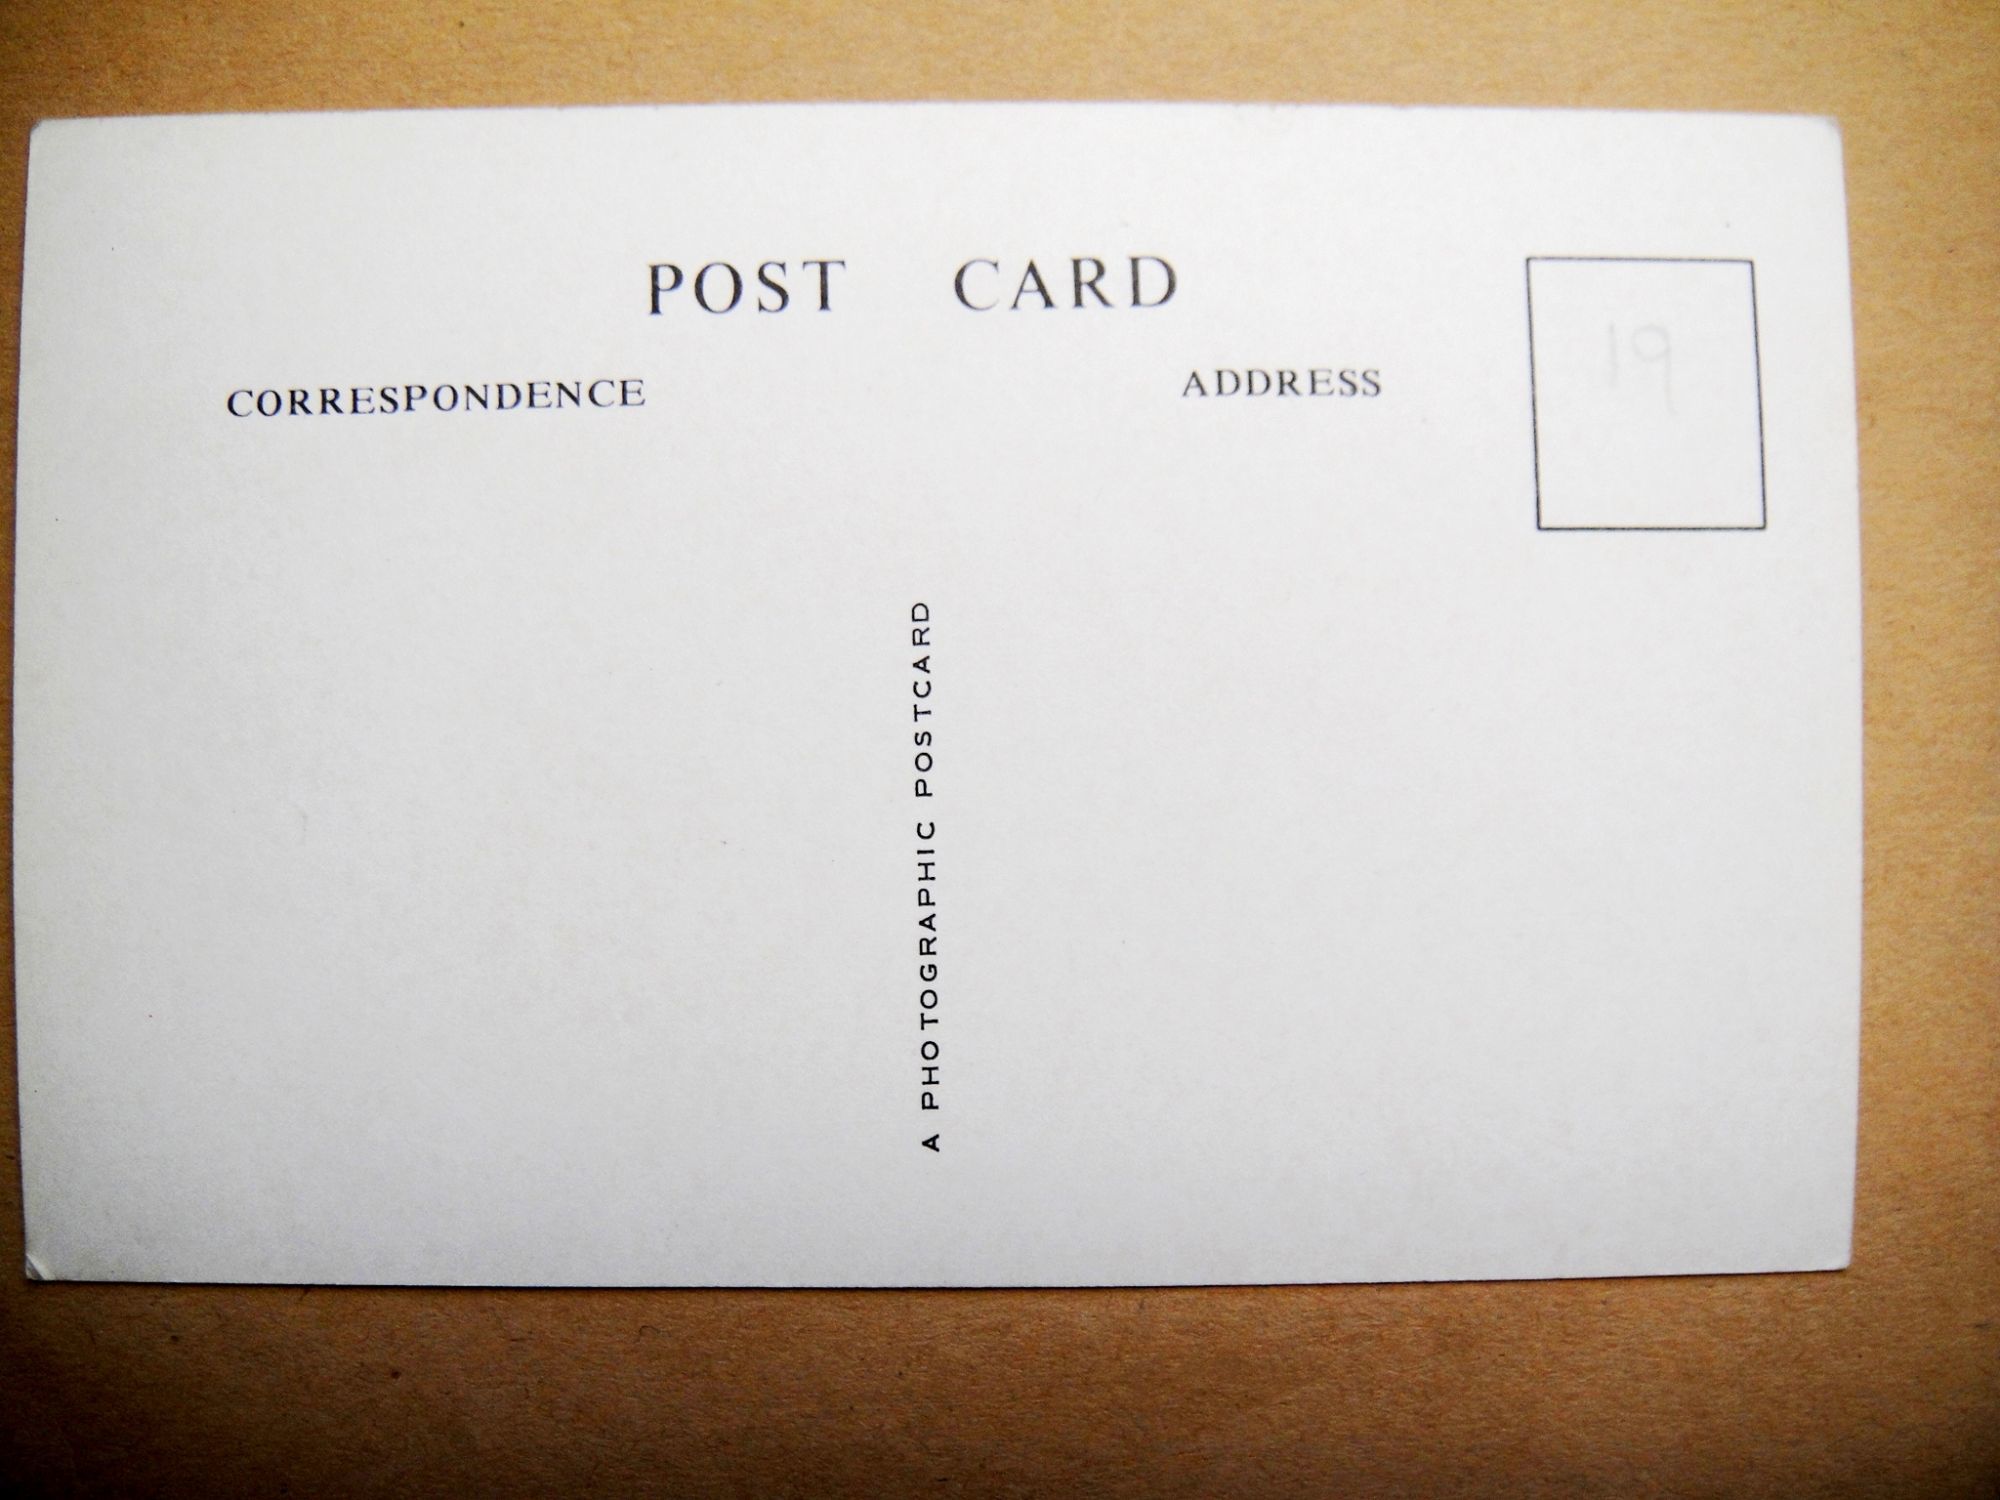 POST CARD
CORRESPONDENCE
ADDRESS
19
A PHOTOGRAPHIC POSTCARD